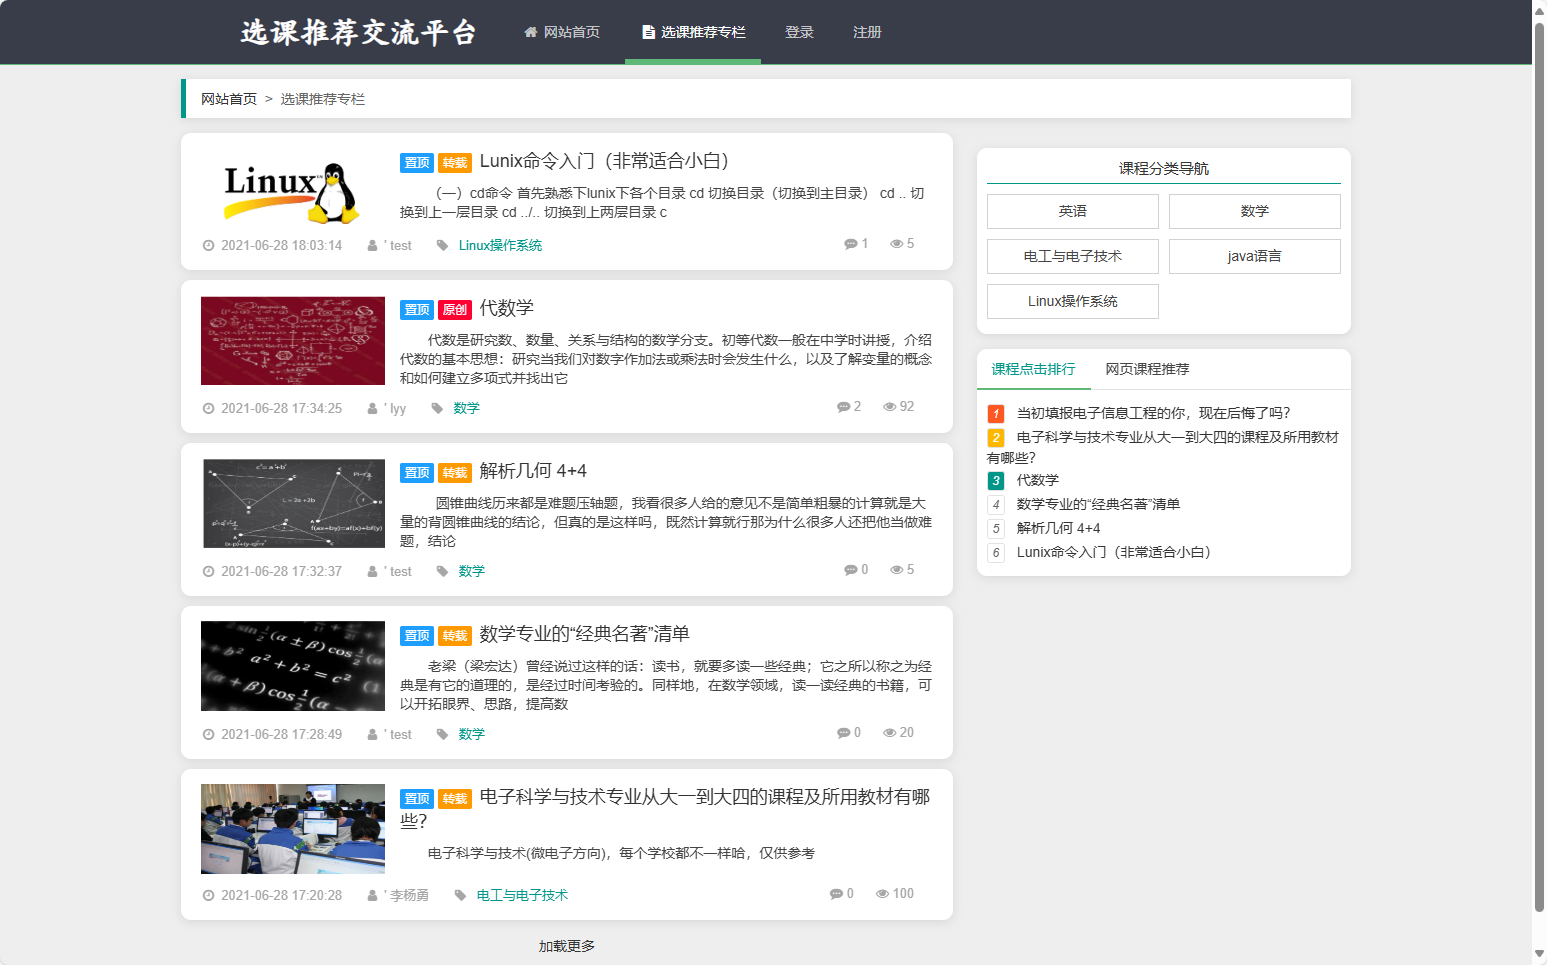 选课推荐交流平台
网站首页
选课推荐专栏
登录
注册
网站首页 > 选课推荐专栏
Linux
置顶 转载 Lunix命令入门（非常适合小白）
（一）cd命令 首先熟悉下lunix下各个目录 cd 切换目录（切换到主目录） cd .. 切
换到上一层目录 cd ../.. 切换到上两层目录 c
2021-06-28 18:03:14 ' test Linux操作系统 1 5
置顶 原创 代数学
代数是研究数、数量、关系与结构的数学分支。初等代数一般在中学时讲授，介绍
代数的基本思想：研究当我们对数字作加法或乘法时会发生什么，以及了解变量的概念
和如何建立多项式并找出它
2021-06-28 17:34:25 ' lyy 数学 2 92
置顶 转载 解析几何 4+4
圆锥曲线历来都是难题压轴题，我看很多人给的意见不是简单粗暴的计算就是大
量的背圆锥曲线的结论，但真的是这样吗，既然计算就行那为什么很多人还把他当做难
题，结论
2021-06-28 17:32:37 ' test 数学 0 5
置顶 转载 数学专业的“经典名著”清单
老梁（梁宏达）曾经说过这样的话：读书，就要多读一些经典；它之所以称之为经
典是有它的道理的，是经过时间考验的。同样地，在数学领域，读一读经典的书籍，可
以开拓眼界、思路，提高数
2021-06-28 17:28:49 ' test 数学 0 20
置顶 转载 电子科学与技术专业从大一到大四的课程及所用教材有哪
些？
电子科学与技术(微电子方向)，每个学校都不一样哈，仅供参考
2021-06-28 17:20:28 ' 李杨勇 电工与电子技术 0 100
加载更多
课程分类导航
英语 数学
电工与电子技术 java语言
Linux操作系统
课程点击排行 网页课程推荐
1 当初填报电子信息工程的你，现在后悔了吗？
2 电子科学与技术专业从大一到大四的课程及所用教材
有哪些？
3 代数学
4 数学专业的“经典名著”清单
5 解析几何 4+4
6 Lunix命令入门（非常适合小白）